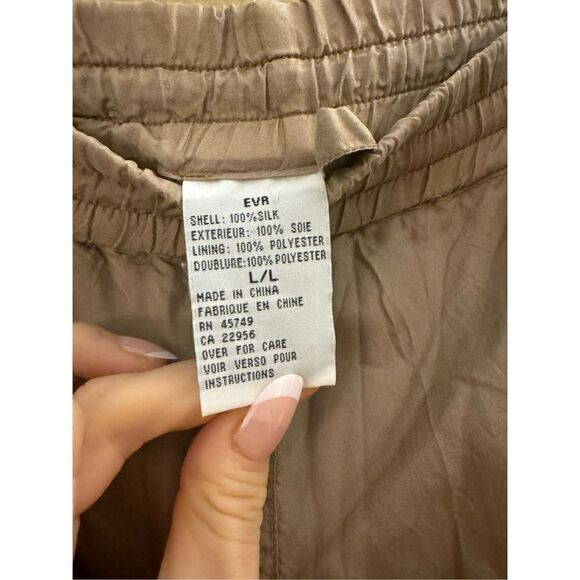 EVR
SHELL: 100%SILK
EXTERIEUR: 100% SOIE
LINING: 100% POLYESTER
DOUBLURE:100%POLYESTER
L/L
MADE IN CHINA
FABRIQUE EN CHINE
RN 45749
CA 22956
OVER FOR CARE
VOIR VERSO POUR
INSTRUCTIONS